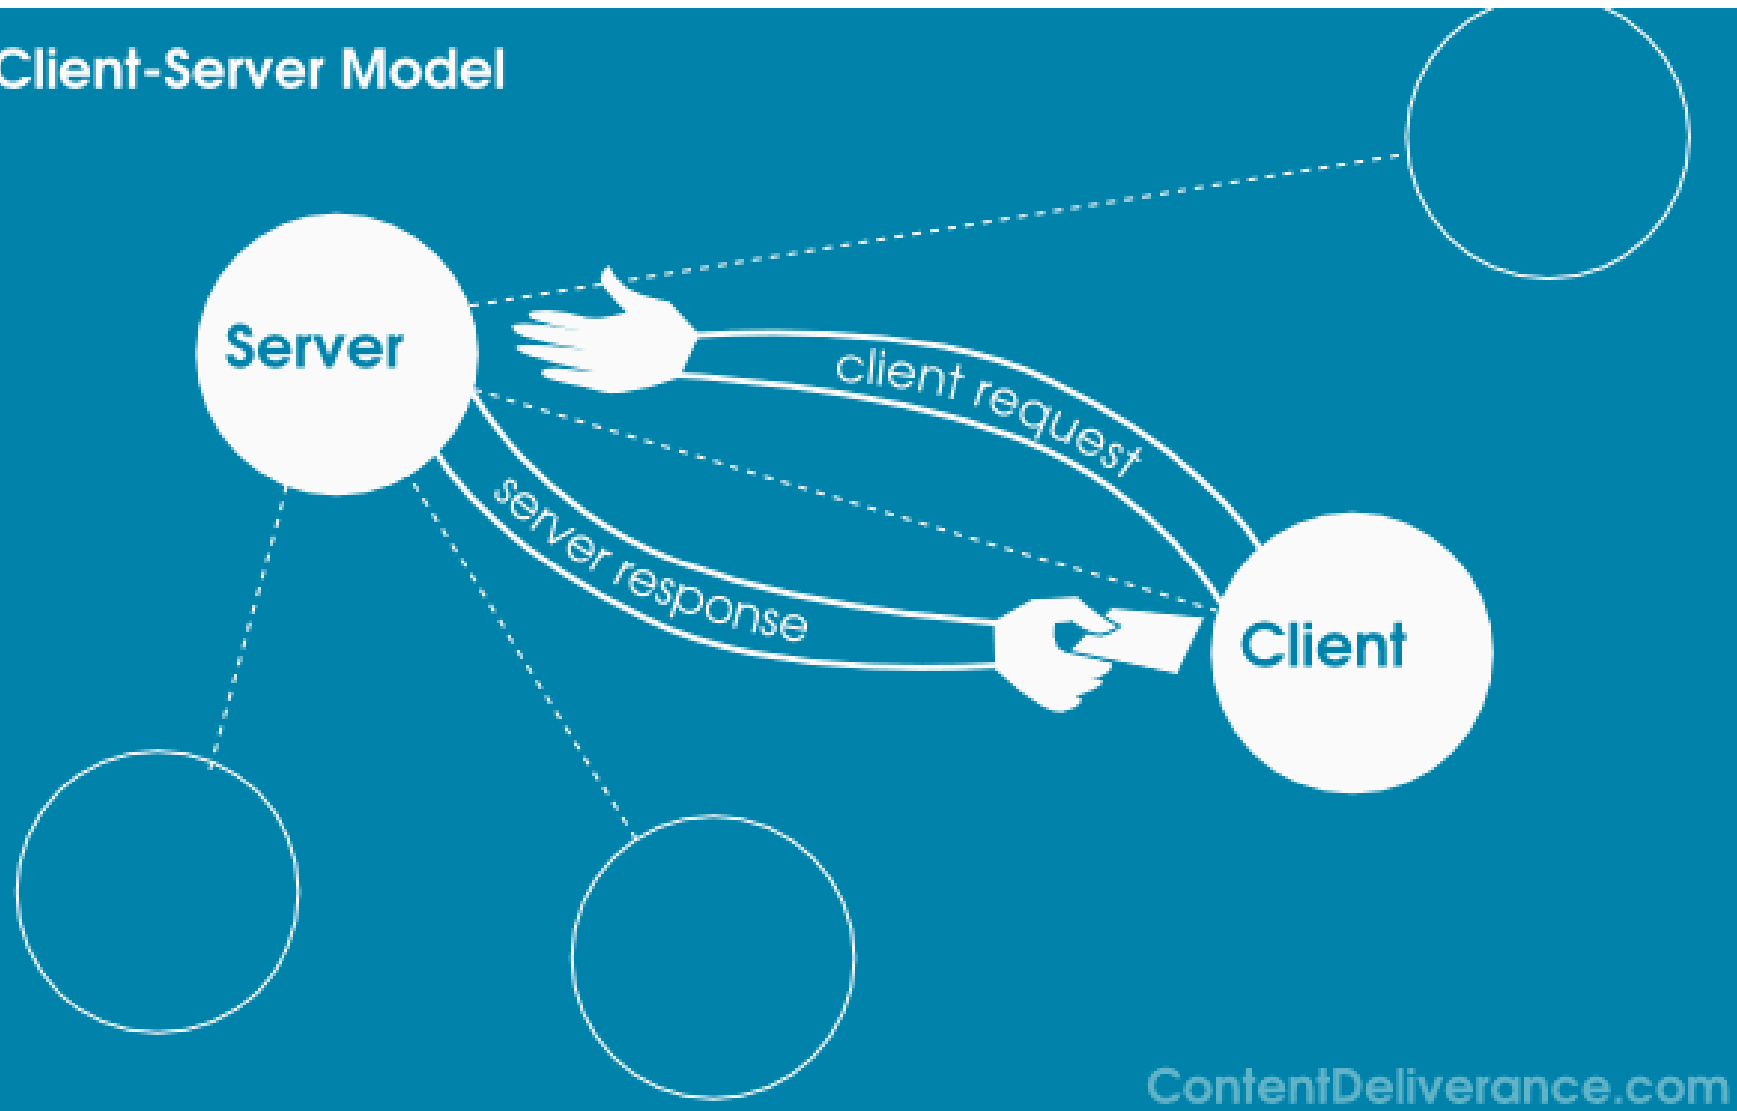 Client-Server Model
Server
client request
server response
Client
ContentDeliverance.com